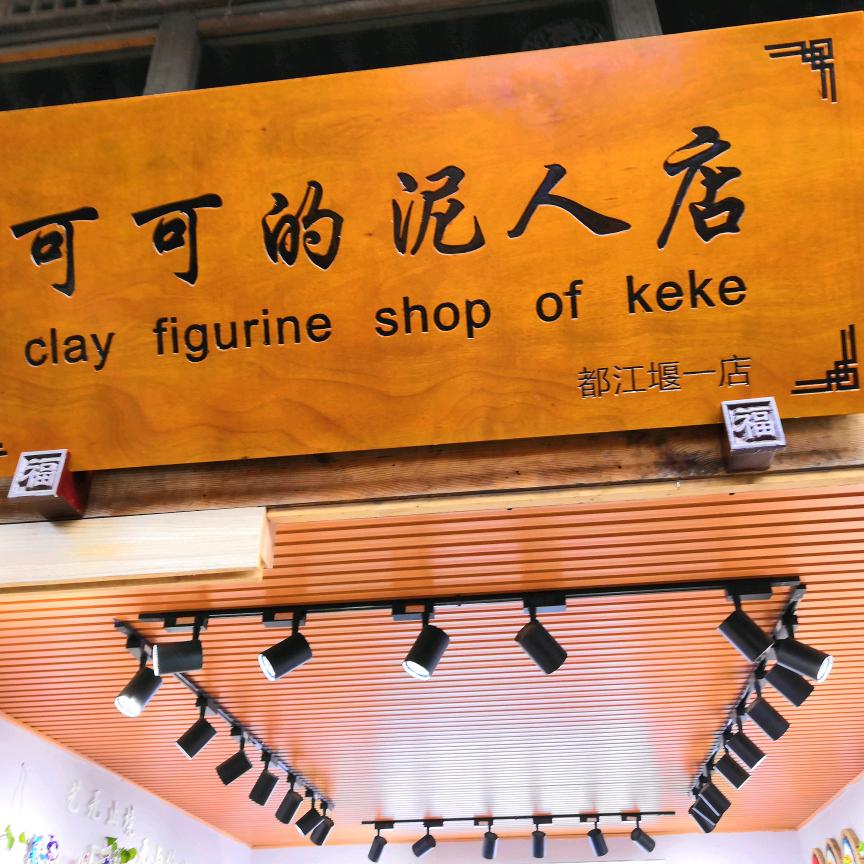 可可的泥人店
clay figurine shop of keke
都江堰一店
福
福